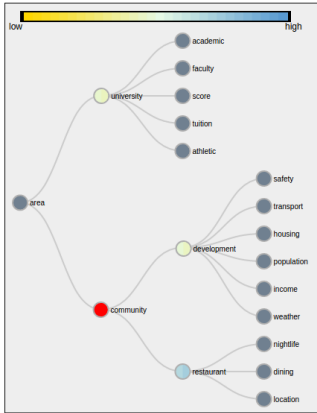 low high
academic
faculty
university
score
tuition
athletic
safety
area
transport
housing
development
population
income
community
weather
nightlife
restaurant
dining
location